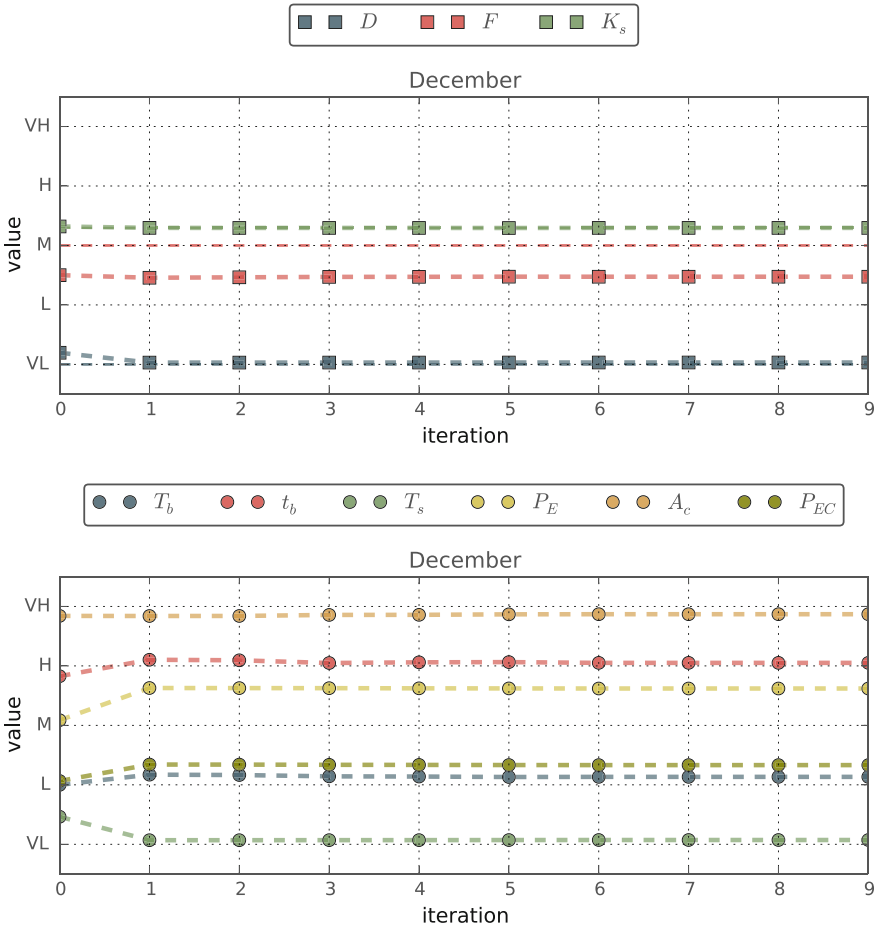 D F K_s
December
VH
H
M
L
VL
value
0 1 2 3 4 5 6 7 8 9
iteration
T_b t_b T_s P_E A_c P_EC
December
VH
H
M
L
VL
value
0 1 2 3 4 5 6 7 8 9
iteration